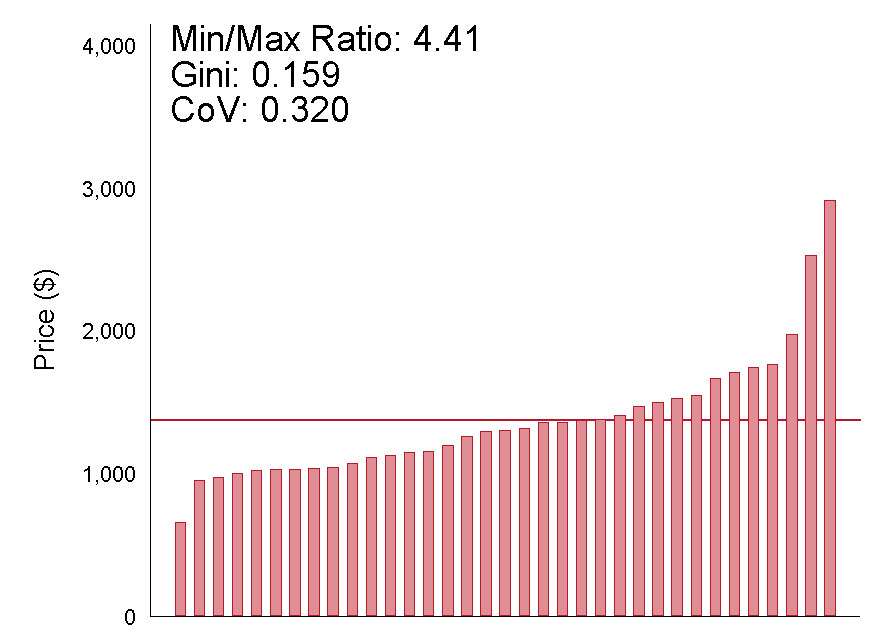 Min/Max Ratio: 4.41
Gini: 0.159
CoV: 0.320
4,000
3,000
2,000
1,000
0
Price ($)